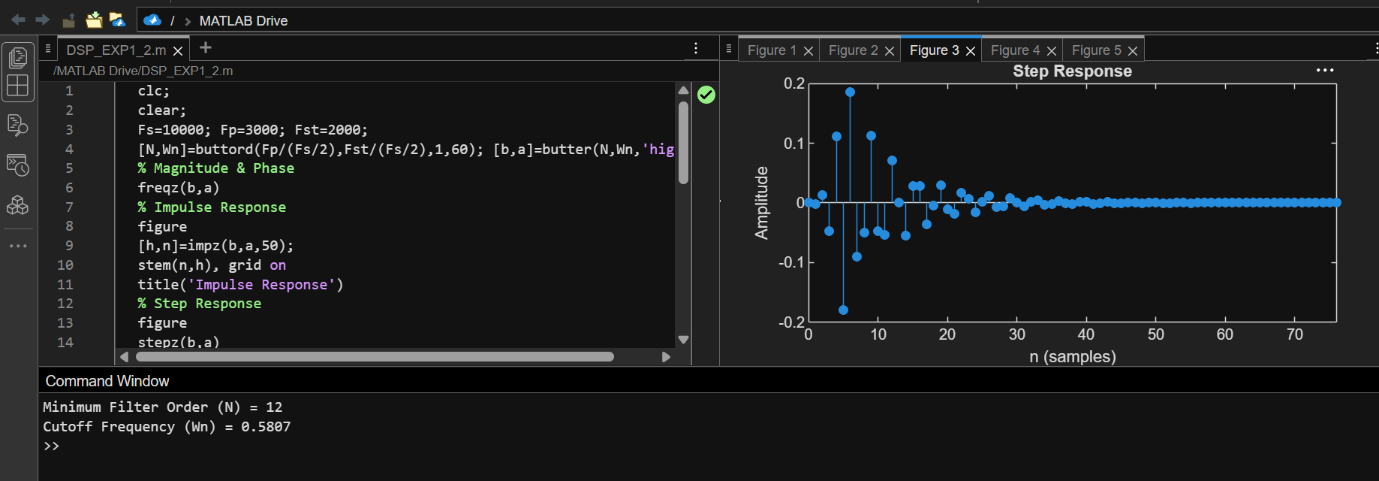 / > MATLAB Drive
DSP_EXP1_2.m × +
/MATLAB Drive/DSP_EXP1_2.m
1 clc;
2 clear;
3 Fs=10000; Fp=3000; Fst=2000;
4 [N,Wn]=buttord(Fp/(Fs/2),Fst/(Fs/2),1,60); [b,a]=butter(N,Wn,'hig
5 % Magnitude & Phase
6 freqz(b,a)
7 % Impulse Response
8 figure
9 [h,n]=impz(b,a,50);
10 stem(n,h), grid on
11 title('Impulse Response')
12 % Step Response
13 figure
14 stepz(b,a)
Figure 1 × Figure 2 × Figure 3 × Figure 4 × Figure 5 ×
Step Response
0.2
0.1
0
-0.1
-0.2
Amplitude
0 10 20 30 40 50 60 70
n (samples)
Command Window
Minimum Filter Order (N) = 12
Cutoff Frequency (Wn) = 0.5807
>>